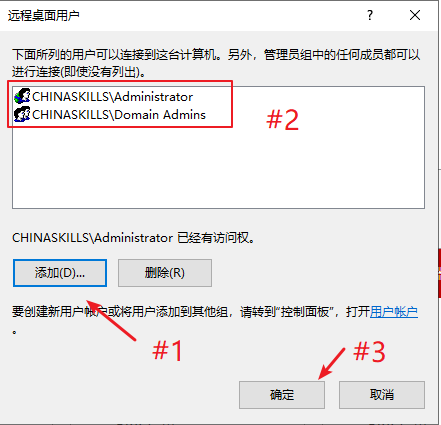 远程桌面用户
下面所列的用户可以连接到这台计算机。另外，管理员组中的任何成员都可以
进行连接(即使没有列出)。
CHINASKILLS\Administrator
CHINASKILLS\Domain Admins
#2
CHINASKILLS\Administrator 已经有访问权。
添加(D)...
删除(R)
要创建新用户帐户或将用户添加到其他组，请转到"控制面板"，打开用户帐户
。
#1
#3
确定
取消